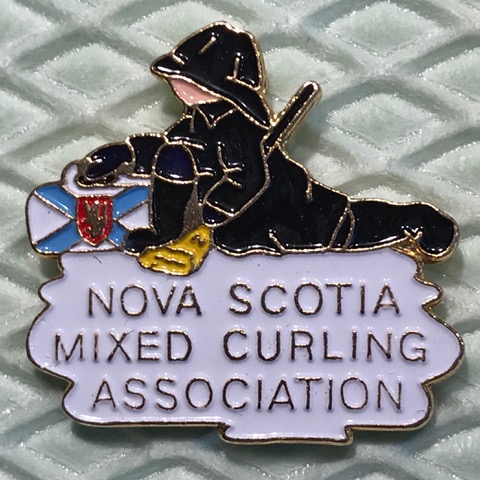 NOVA SCOTIA
MIXED CURLING
ASSOCIATION